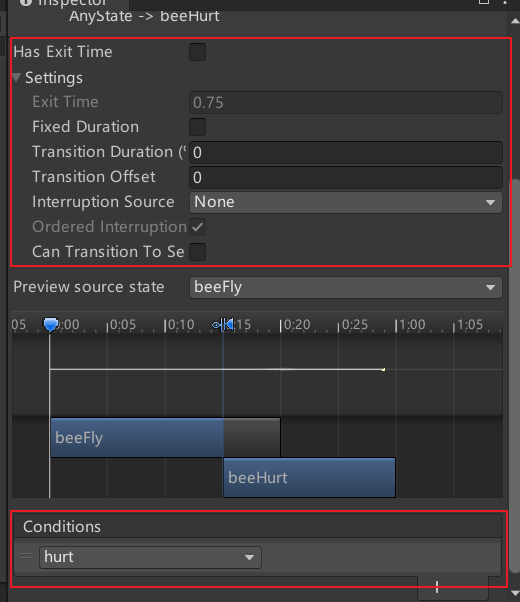 Inspector
AnyState -> beeHurt
Has Exit Time
Settings
Exit Time 0.75
Fixed Duration
Transition Duration (% 0
Transition Offset 0
Interruption Source None
Ordered Interruption
Can Transition To Se
Preview source state beeFly
05 0:00 0:05 0:10 0:15 0:20 0:25 1:00 1:05
beeFly
beeHurt
Conditions
hurt